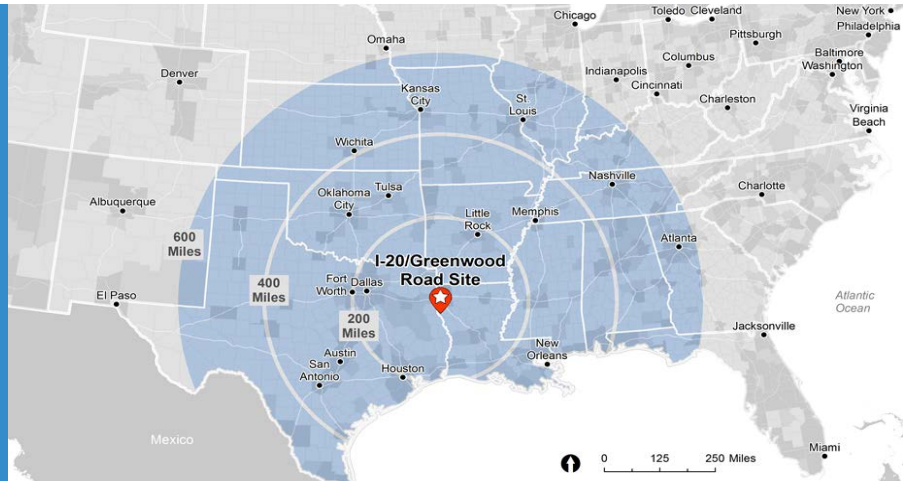 Chicago
Toledo
Cleveland
New York
Philadelphia
Omaha
Pittsburgh
Baltimore
Washington
Denver
Columbus
Indianapolis
Cincinnati
Kansas
City
St
Louis
Charleston
Virginia
Beach
Wichita
Nashville
Charlotte
Oklahoma
City
Tulsa
Albuquerque
Little
Rock
Memphis
600
Miles
Atlanta
I-20/Greenwood
Road Site
400
Miles
Fort
Worth
Dallas
El Paso
Atlantic
Ocean
200
Miles
Jacksonville
Austin
San
Antonio
Houston
New
Orleans
Mexico
Miami
0 125 250 Miles